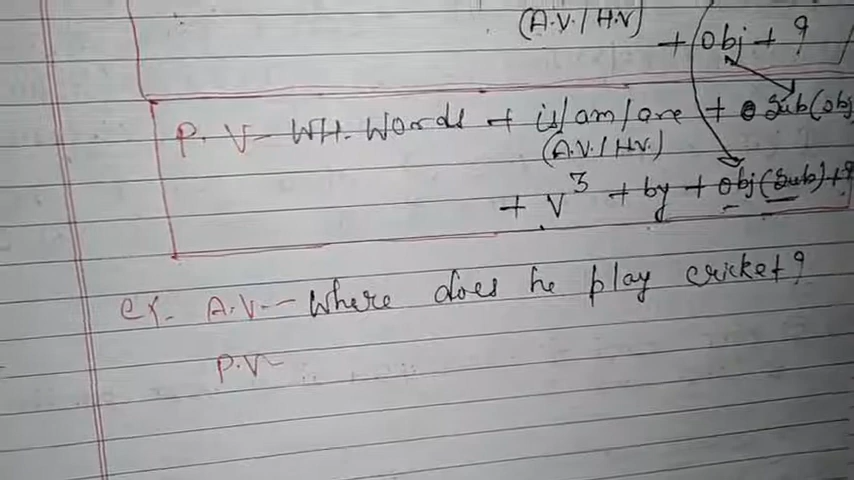 (A.V. / H.V)
+ Obj + ?
P. V - WH. Words + is/am/are + Sub(obj
(A.V. / H.V.)
+ V³ + by + obj(Sub)+?
ex. A.V. - Where does he play cricket?
P.V -